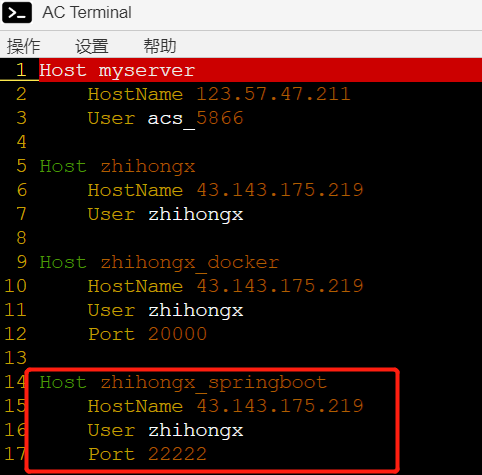 AC Terminal
操作 设置 帮助
1 Host myserver
2 HostName 123.57.47.211
3 User acs_5866
4
5 Host zhihongx
6 HostName 43.143.175.219
7 User zhihongx
8
9 Host zhihongx_docker
10 HostName 43.143.175.219
11 User zhihongx
12 Port 20000
13
14 Host zhihongx_springboot
15 HostName 43.143.175.219
16 User zhihongx
17 Port 22222